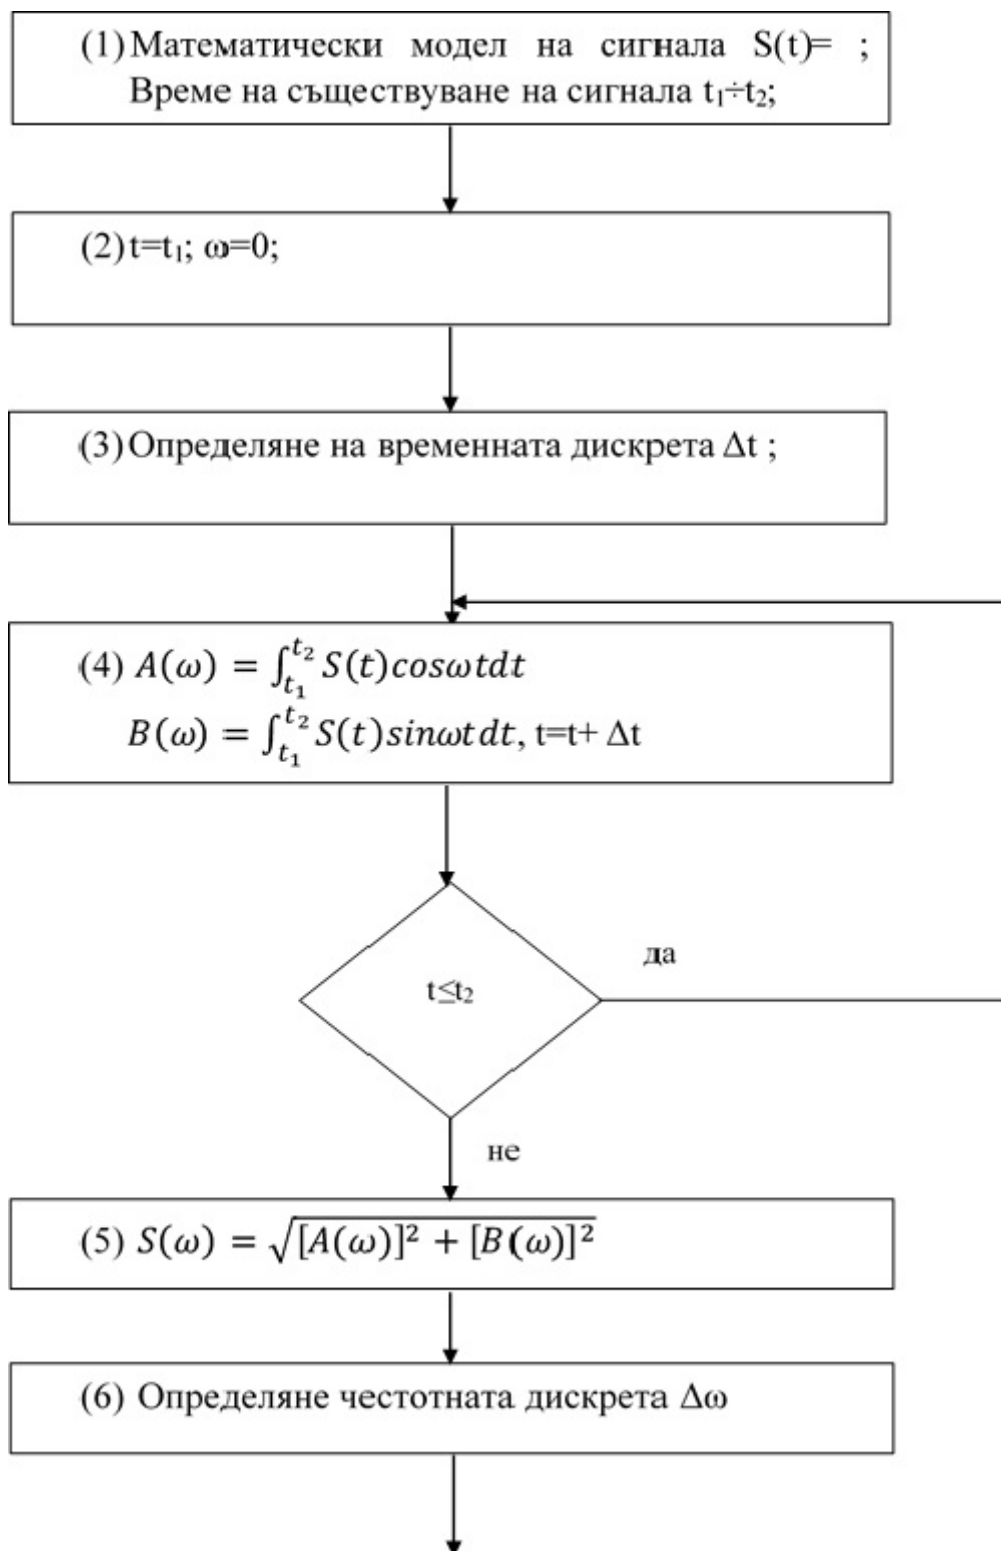 (1) Математически модел на сигнала S(t)= ;
Време на съществуване на сигнала t₁÷t₂;
(2) t=t₁; ω=0;
(3) Определяне на временната дискрета Δt ;
(4) A(ω) = ∫_{t₁}^{t₂} S(t)cosωtdt
B(ω) = ∫_{t₁}^{t₂} S(t)sinωtdt, t=t+ Δt
да
t≤t₂
не
(5) S(ω) = √([A(ω)]² + [B(ω)]²)
(6) Определяне честотната дискрета Δω